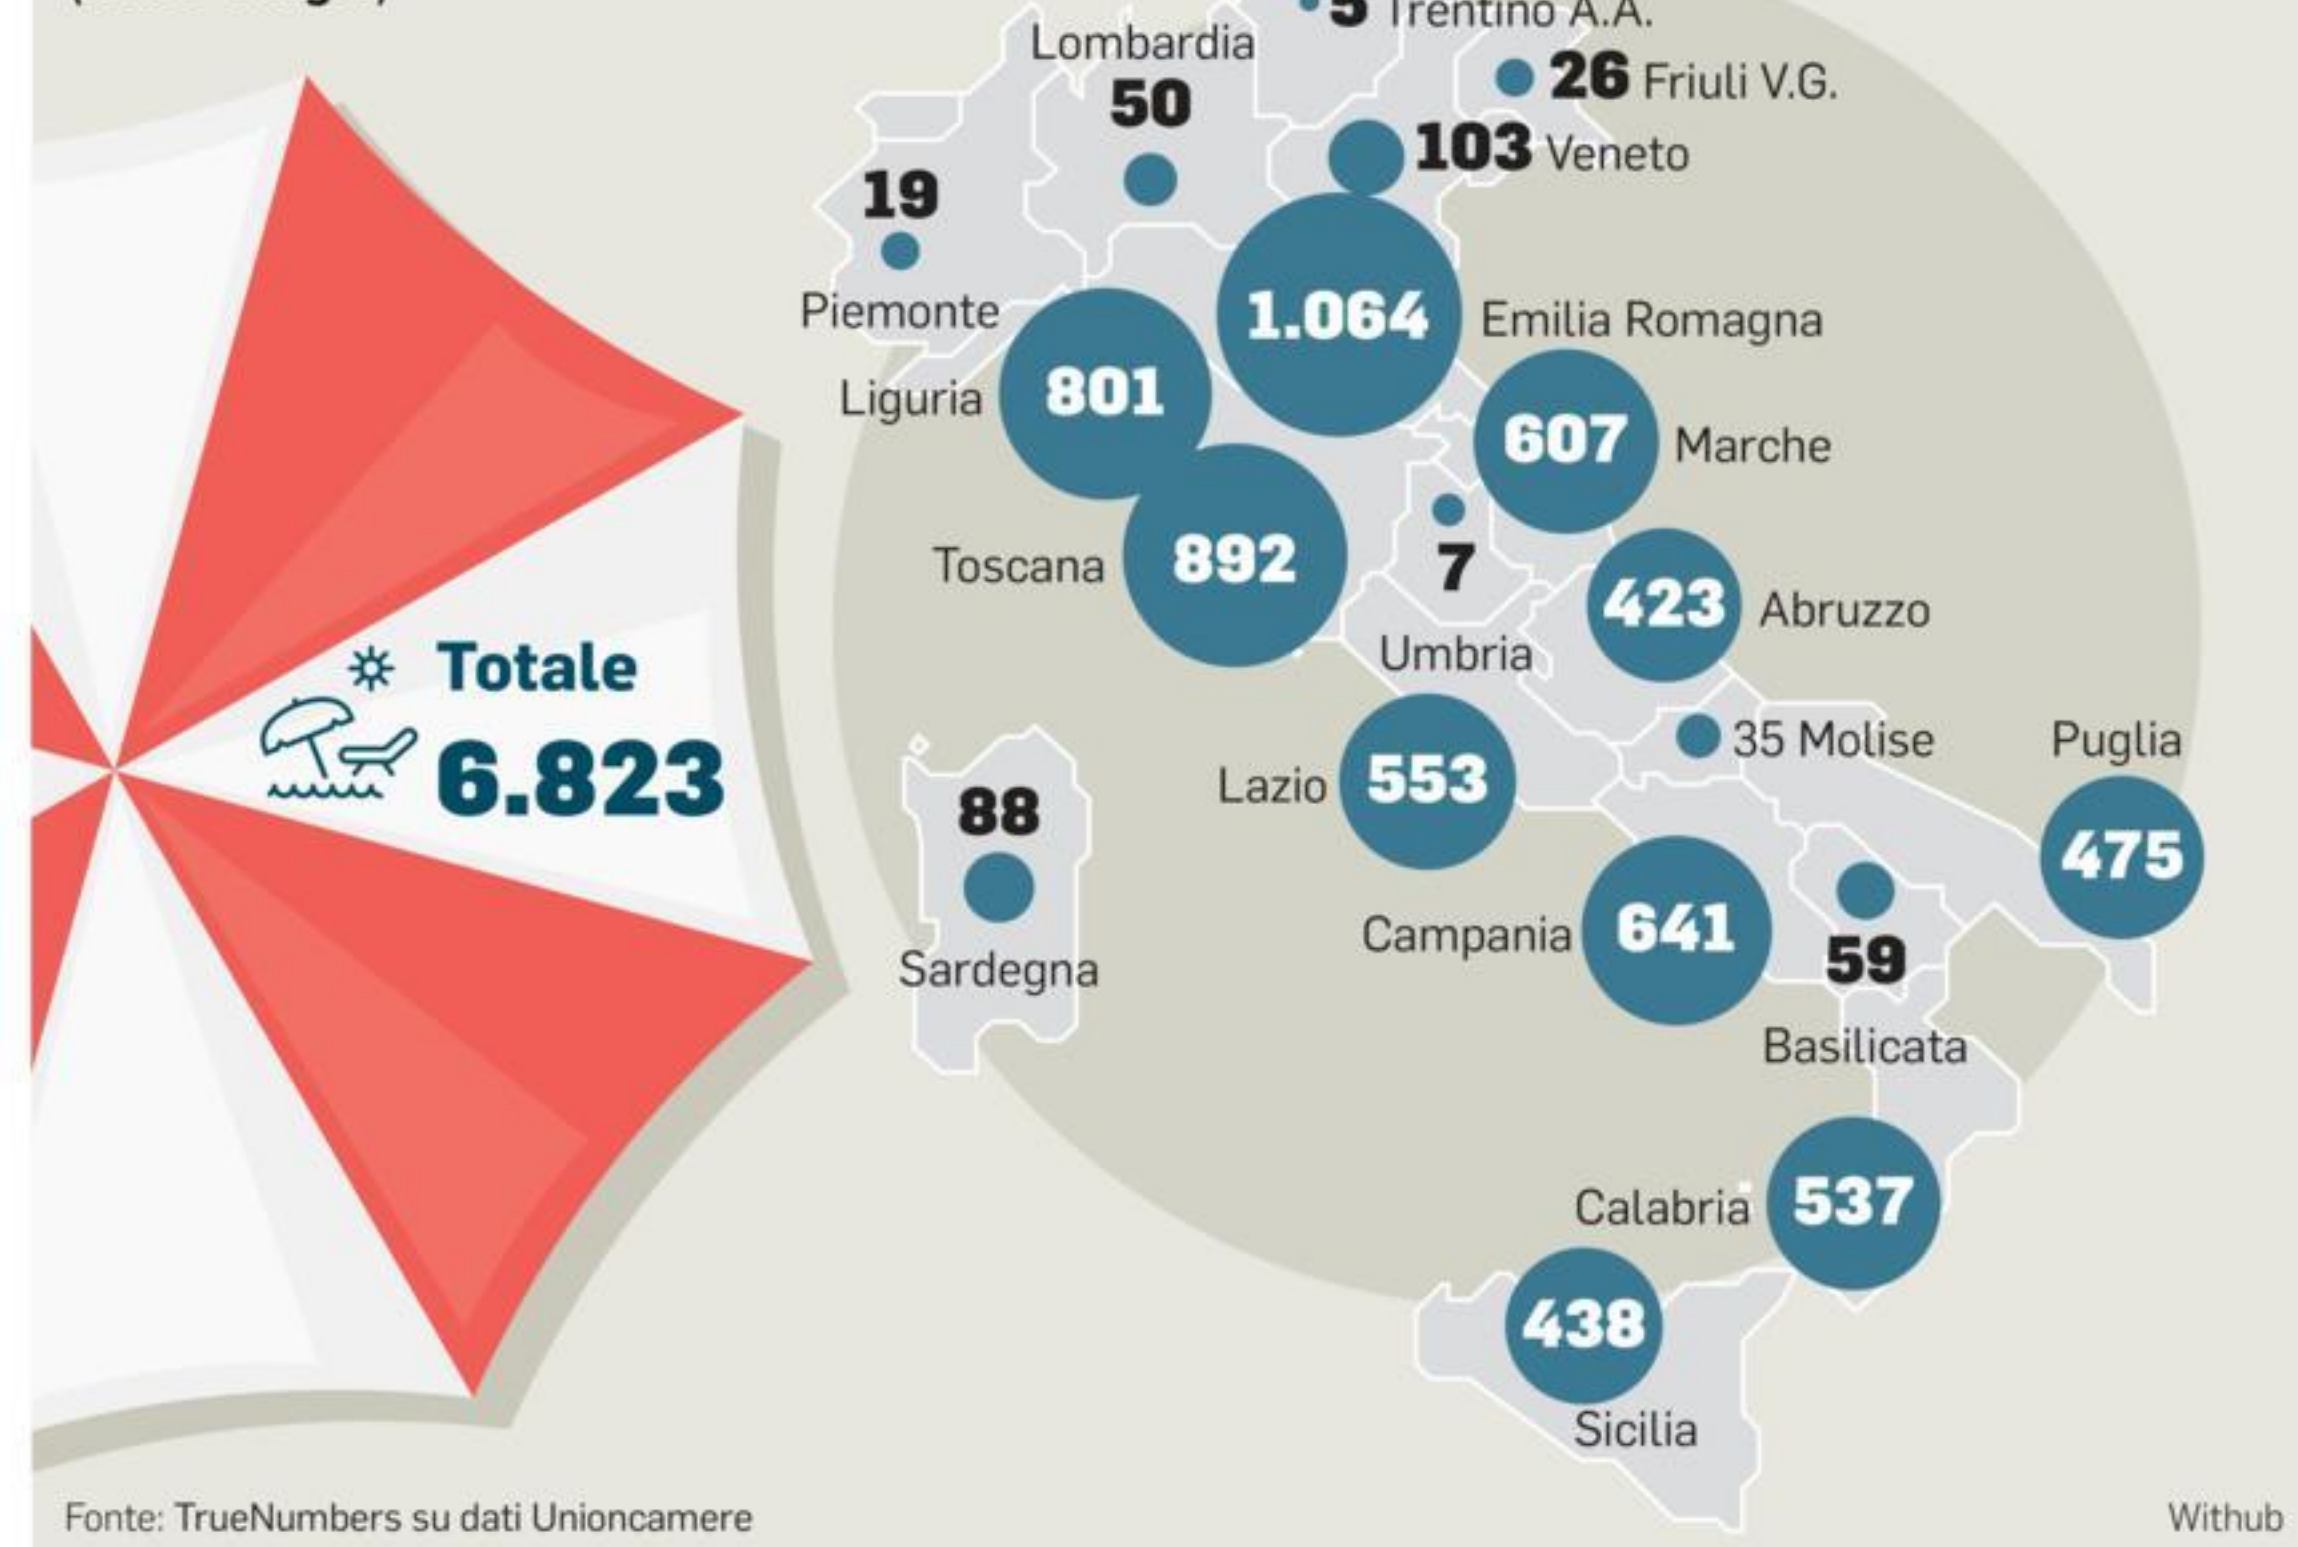 5 Trentino A.A.
Lombardia
50
26 Friuli V.G.
103 Veneto
19
Piemonte
1.064 Emilia Romagna
Liguria 801
607 Marche
Toscana 892
7
Umbria
423 Abruzzo
Totale
6.823
35 Molise
Puglia
475
Lazio 553
88
Sardegna
Campania 641
59
Basilicata
Calabria 537
438
Sicilia
Fonte: TrueNumbers su dati Unioncamere
Withub